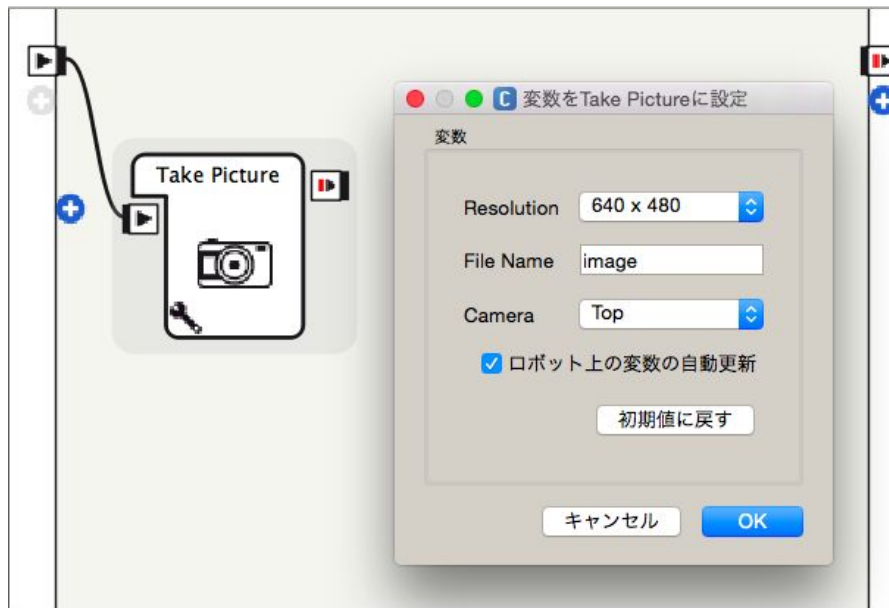 Take Picture
変数をTake Pictureに設定
変数
Resolution 640 x 480
File Name image
Camera Top
ロボット上の変数の自動更新
初期値に戻す
キャンセル OK